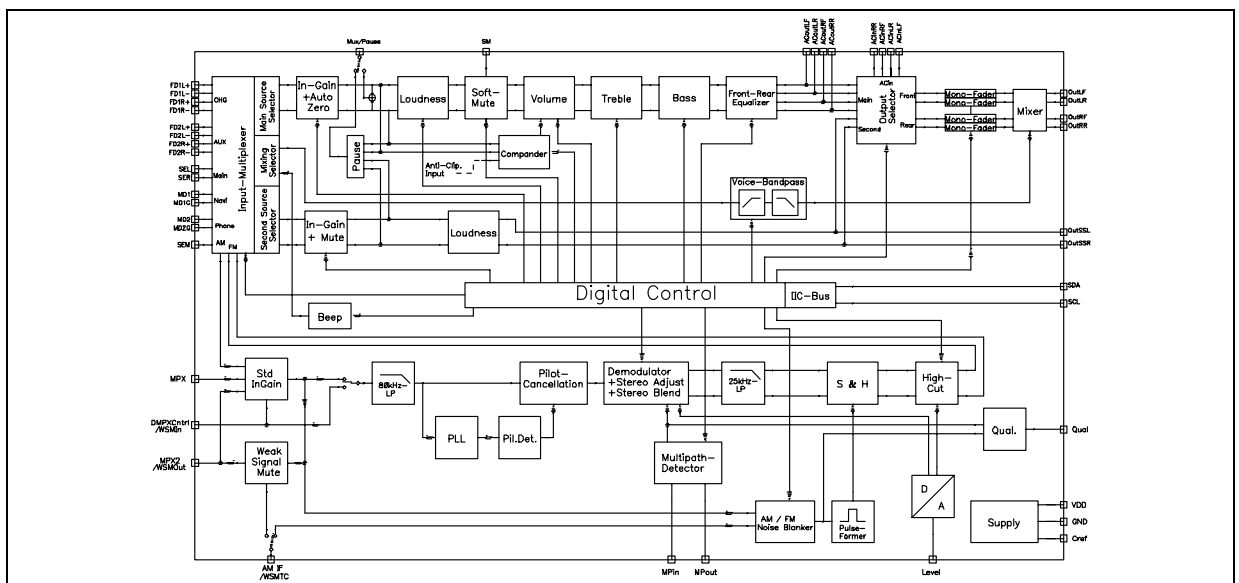 Mux/Pause
SM
ACoutLF
ACoutLR
ACoutRF
ACoutRR
ACinRR
ACinRF
ACinLR
ACinLF
FD1L+
FD1L-
FD1R+
FD1R-
FD2L+
FD2L-
FD2R+
FD2R-
SEL
SER
MD1
MD1G
MD2
MD2G
SEM
CHG
AUX
Main
Navi
Phone
AM
FM
Input-Multiplexer
Main Source
Selector
Mixing
Selector
Second Source
Selector
In-Gain
+Auto
Zero
Loudness
Soft-
Mute
Volume
Treble
Bass
Front-Rear
Equalizer
ACin
Main
Second
Front
Rear
Output
Selector
Mono-Fader
Mono-Fader
Mono-Fader
Mono-Fader
Mixer
OutLF
OutLR
OutRF
OutRR
Pause
Anti-Clip.
Input
Compander
Voice-Bandpass
In-Gain
+ Mute
Loudness
OutSSL
OutSSR
Digital Control
IIC-Bus
SDA
SCL
Beep
MPX
Std
InGain
80kHz-
LP
Pilot-
Cancellation
Demodulator
+Stereo Adjust
+Stereo Blend
25kHz-
LP
S & H
High-
Cut
DMPXCntrl
/WSMin
PLL
Pil.Det.
Qual.
Qual
MPX2
/WSMOut
Weak
Signal
Mute
Multipath-
Detector
D
A
AM / FM
Noise Blanker
Pulse-
Former
Supply
VDD
GND
Cref
AM IF
/WSMTC
MPin
MPout
Level